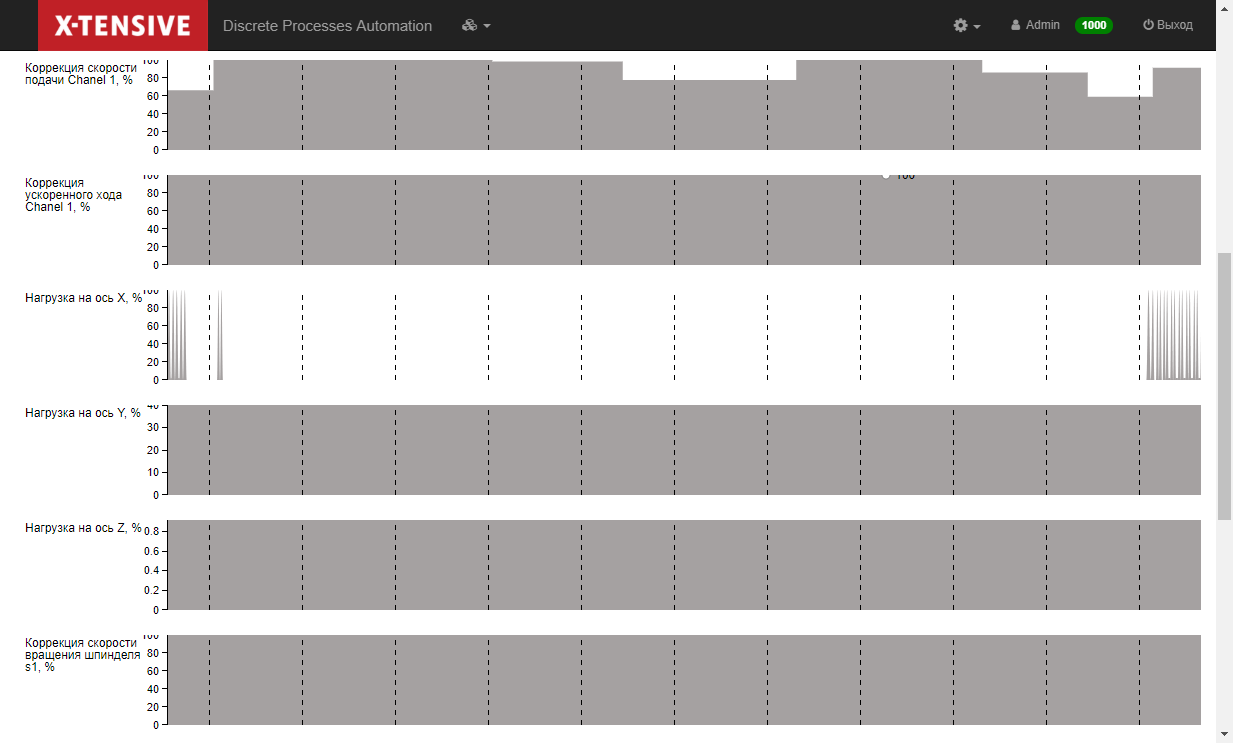 X-TENSIVE Discrete Processes Automation Admin 1000 Выход
Коррекция скорости
подачи Chanel 1, %
100
80
60
40
20
0
Коррекция
ускоренного хода
Chanel 1, %
100
80
60
40
20
0
100
Нагрузка на ось X, %
100
80
60
40
20
0
Нагрузка на ось Y, %
40
30
20
10
0
Нагрузка на ось Z, %
0.8
0.6
0.4
0.2
0
Коррекция скорости
вращения шпинделя
s1, %
100
80
60
40
20
0